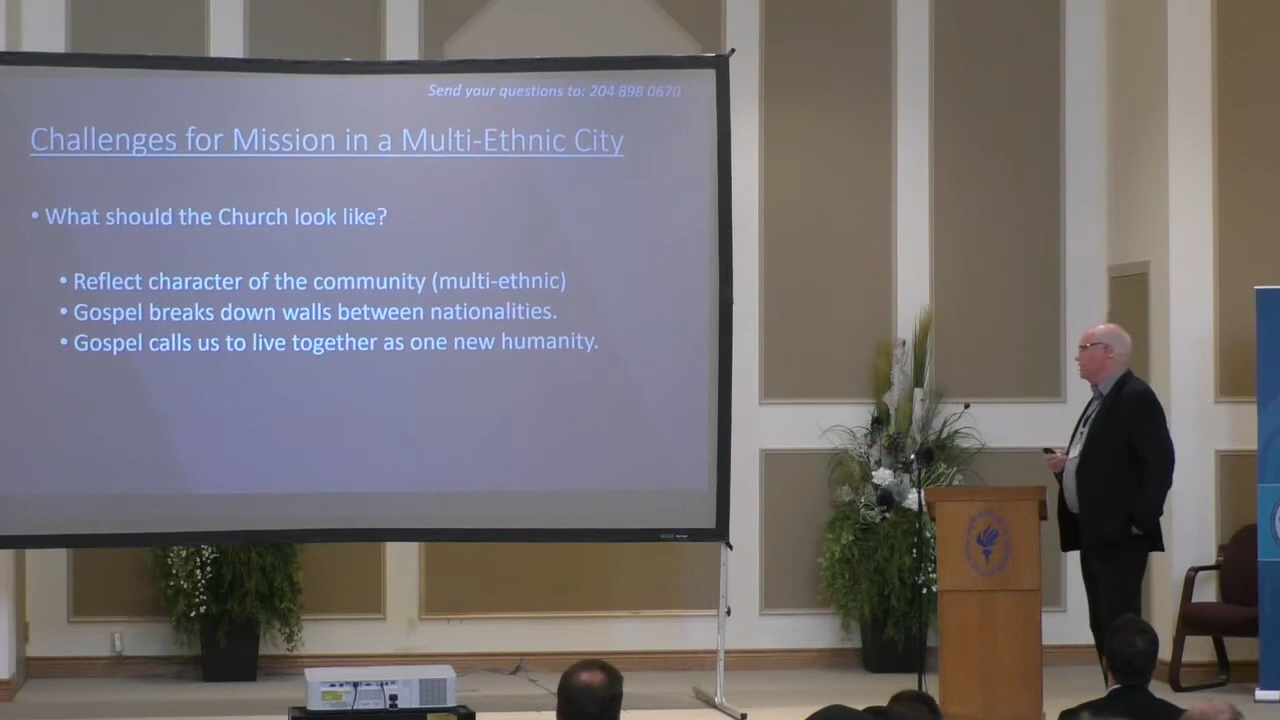 Send your questions to: 204 898 0670
Challenges for Mission in a Multi-Ethnic City
• What should the Church look like?
• Reflect character of the community (multi-ethnic)
• Gospel breaks down walls between nationalities.
• Gospel calls us to live together as one new humanity.